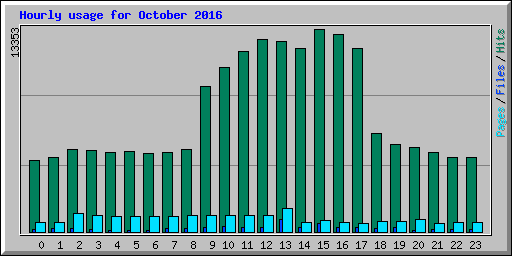 Hourly usage for October 2016
13353
Pages / Files / Hits
0 1 2 3 4 5 6 7 8 9 10 11 12 13 14 15 16 17 18 19 20 21 22 23